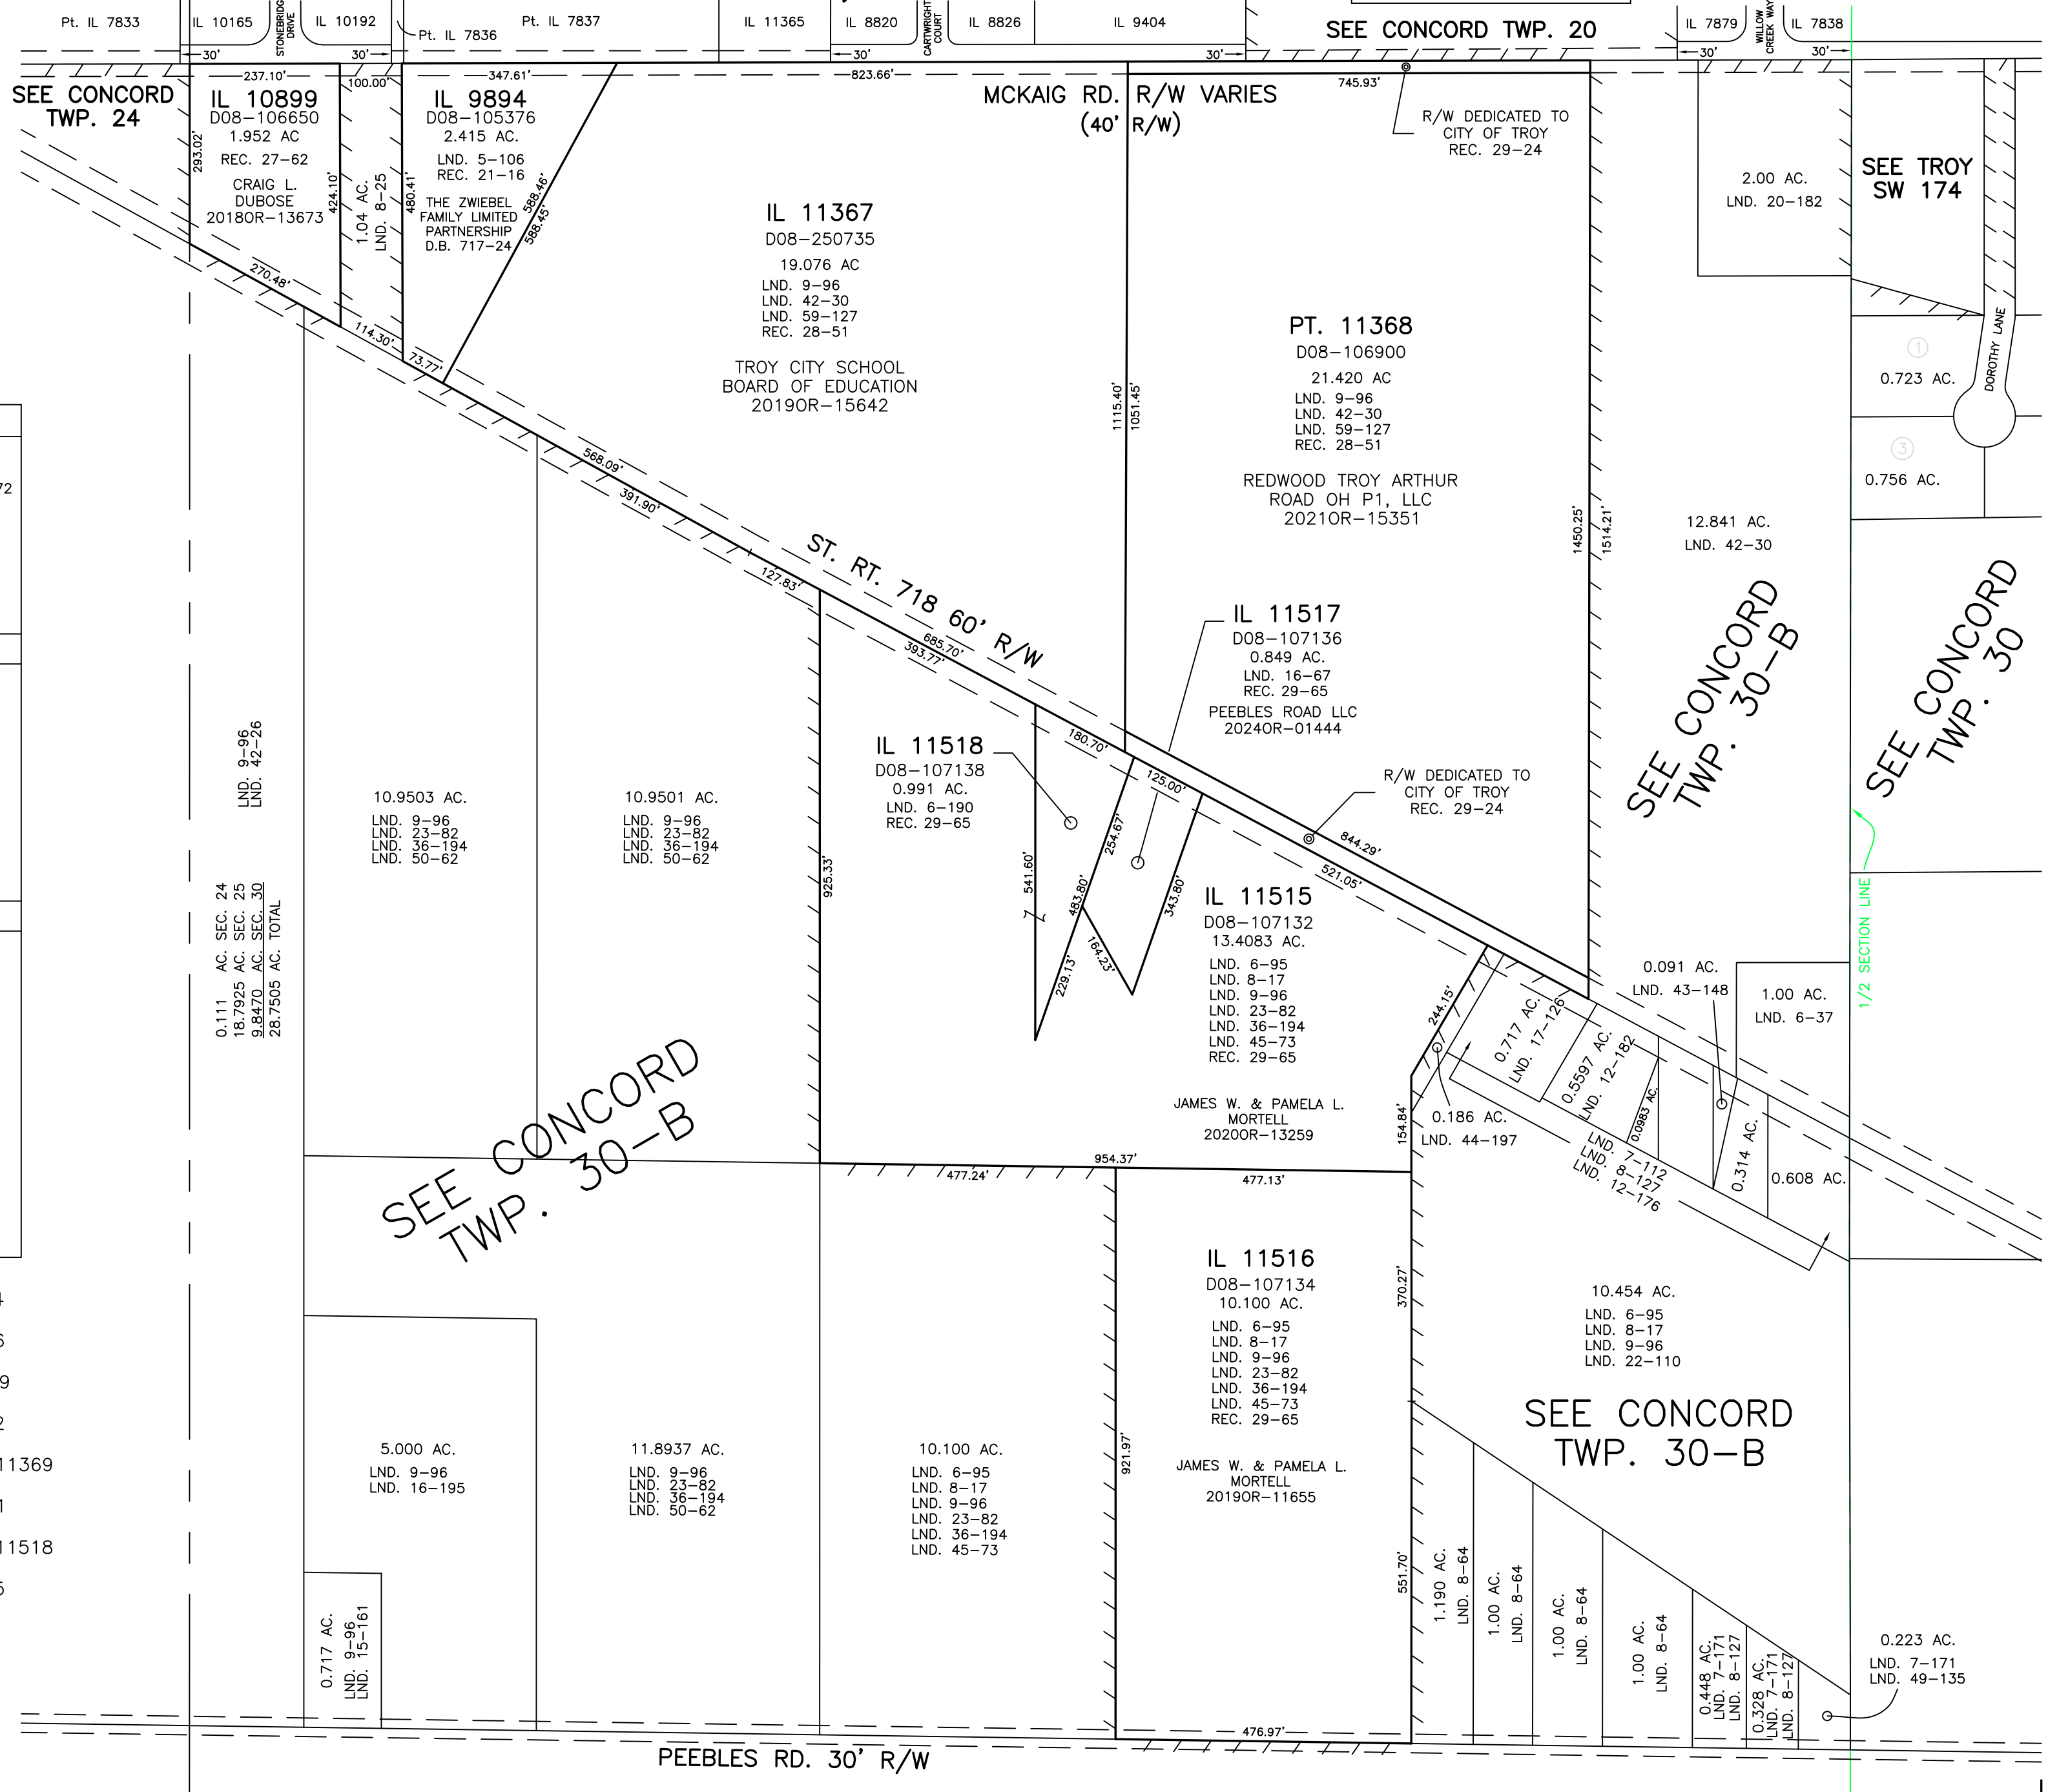 Pt. IL 7833
IL 10165
STONEBRIDGE
DRIVE
IL 10192
Pt. IL 7836
Pt. IL 7837
IL 11365
IL 8820
CARTWRIGHT
COURT
IL 8826
IL 9404
SEE CONCORD TWP. 20
IL 7879
WILLOW
CREEK WAY
IL 7838
30'
30'
30'
30'
30'
30'
237.10'
100.00'
347.61'
823.66'
745.93'
SEE CONCORD
TWP. 24
293.02'
IL 10899
D08-106650
1.952 AC
REC. 27-62
CRAIG L.
DUBOSE
2018OR-13673
424.10'
1.04 AC.
LND. 8-25
480.41'
IL 9894
D08-105376
2.415 AC.
LND. 5-106
REC. 21-16
THE ZWIEBEL
FAMILY LIMITED
PARTNERSHIP
D.B. 717-24
588.46'
588.45'
MCKAIG RD. R/W VARIES
(40' R/W)
R/W DEDICATED TO
CITY OF TROY
REC. 29-24
2.00 AC.
LND. 20-182
SEE TROY
SW 174
DOROTHY LANE
1
0.723 AC.
3
0.756 AC.
270.48'
114.30'
73.77'
IL 11367
D08-250735
19.076 AC
LND. 9-96
LND. 42-30
LND. 59-127
REC. 28-51
TROY CITY SCHOOL
BOARD OF EDUCATION
2019OR-15642
1115.40'
1051.45'
PT. 11368
D08-106900
21.420 AC
LND. 9-96
LND. 42-30
LND. 59-127
REC. 28-51
REDWOOD TROY ARTHUR
ROAD OH P1, LLC
2021OR-15351
1450.25'
1514.21'
12.841 AC.
LND. 42-30
SEE CONCORD
TWP. 30-B
SEE CONCORD
TWP. 30
72
568.09'
391.90'
127.83'
ST. RT. 718 60' R/W
685.70'
393.77'
IL 11517
D08-107136
0.849 AC.
LND. 16-67
REC. 29-65
PEEBLES ROAD LLC
2024OR-01444
180.70'
125.00'
R/W DEDICATED TO
CITY OF TROY
REC. 29-24
844.29'
521.05'
LND. 9-96
LND. 42-26
0.111 AC. SEC. 24
18.7925 AC. SEC. 25
9.8470 AC. SEC. 30
28.7505 AC. TOTAL
10.9503 AC.
LND. 9-96
LND. 23-82
LND. 36-194
LND. 50-62
10.9501 AC.
LND. 9-96
LND. 23-82
LND. 36-194
LND. 50-62
925.33'
IL 11518
D08-107138
0.991 AC.
LND. 6-190
REC. 29-65
541.60'
254.67'
483.80'
229.13'
164.23'
343.80'
IL 11515
D08-107132
13.4083 AC.
LND. 6-95
LND. 8-17
LND. 9-96
LND. 23-82
LND. 36-194
LND. 45-73
REC. 29-65
JAMES W. & PAMELA L.
MORTELL
2020OR-13259
244.15'
154.84'
0.186 AC.
LND. 44-197
0.717 AC.
LND. 17-126
0.5597 AC.
LND. 12-182
0.0983 AC.
0.091 AC.
LND. 43-148
1.00 AC.
LND. 6-37
0.314 AC.
0.608 AC.
LND. 7-112
LND. 8-127
LND. 12-176
1/2 SECTION LINE
SEE CONCORD
TWP. 30-B
954.37'
477.24'
477.13'
IL 11516
D08-107134
10.100 AC.
LND. 6-95
LND. 8-17
LND. 9-96
LND. 23-82
LND. 36-194
LND. 45-73
REC. 29-65
JAMES W. & PAMELA L.
MORTELL
2019OR-11655
370.27'
551.70'
921.97'
476.97'
10.454 AC.
LND. 6-95
LND. 8-17
LND. 9-96
LND. 22-110
SEE CONCORD
TWP. 30-B
11369
11518
5.000 AC.
LND. 9-96
LND. 16-195
11.8937 AC.
LND. 9-96
LND. 23-82
LND. 36-194
LND. 50-62
10.100 AC.
LND. 6-95
LND. 8-17
LND. 9-96
LND. 23-82
LND. 36-194
LND. 45-73
0.717 AC.
LND. 9-96
LND. 15-161
1.190 AC.
LND. 8-64
1.00 AC.
LND. 8-64
1.00 AC.
LND. 8-64
1.00 AC.
LND. 8-64
0.448 AC.
LND. 7-171
LND. 8-127
0.328 AC.
LND. 7-171
LND. 8-127
0.223 AC.
LND. 7-171
LND. 49-135
PEEBLES RD. 30' R/W